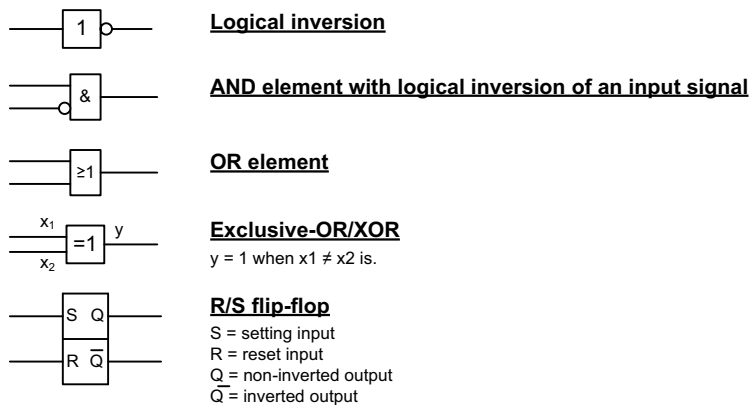 1
Logical inversion
&
AND element with logical inversion of an input signal
≥1
OR element
x1
x2
=1
y
Exclusive-OR/XOR
y = 1 when x1 ≠ x2 is.
S Q
R Q̅
R/S flip-flop
S = setting input
R = reset input
Q = non-inverted output
Q̅ = inverted output